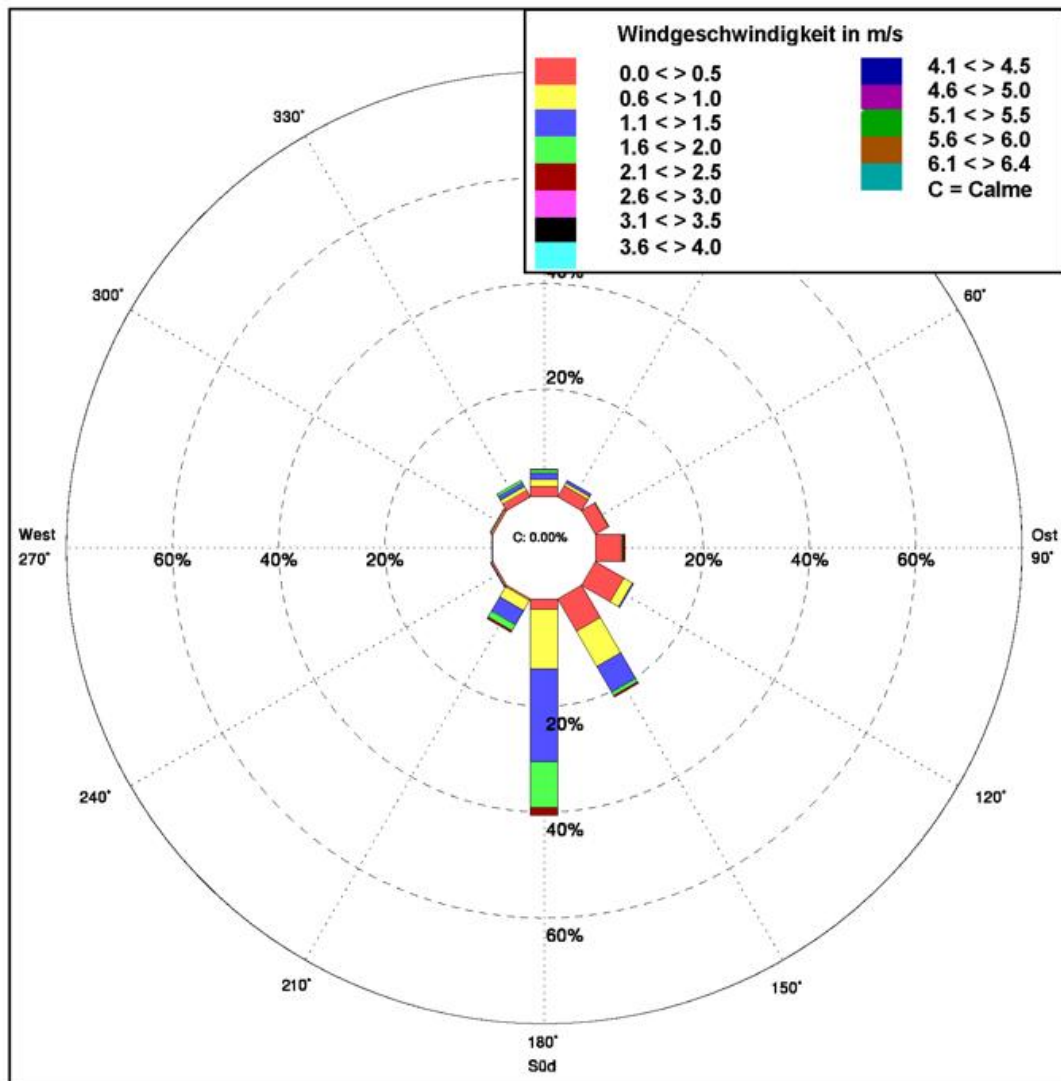 Windgeschwindigkeit in m/s
0.0 < > 0.5
0.6 < > 1.0
1.1 < > 1.5
1.6 < > 2.0
2.1 < > 2.5
2.6 < > 3.0
3.1 < > 3.5
3.6 < > 4.0
4.1 < > 4.5
4.6 < > 5.0
5.1 < > 5.5
5.6 < > 6.0
6.1 < > 6.4
C = Calme
330°
300°
60°
20%
C: 0.00%
West
270°
60%
40%
20%
20%
40%
60%
Ost
90°
20%
40%
60%
240°
120°
210°
150°
180°
Süd